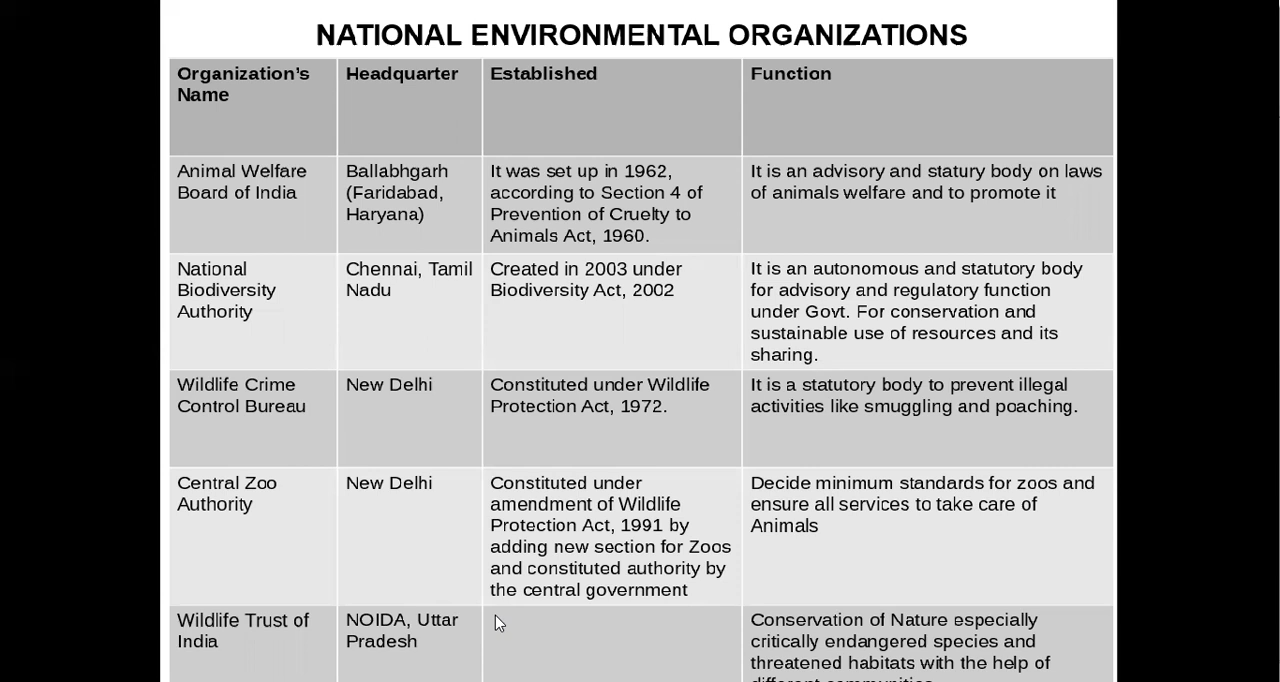 NATIONAL ENVIRONMENTAL ORGANIZATIONS
Organization's
Name
Headquarter
Established
Function
Animal Welfare
Board of India
Ballabhgarh
(Faridabad,
Haryana)
It was set up in 1962,
according to Section 4 of
Prevention of Cruelty to
Animals Act, 1960.
It is an advisory and statury body on laws
of animals welfare and to promote it
National
Biodiversity
Authority
Chennai, Tamil
Nadu
Created in 2003 under
Biodiversity Act, 2002
It is an autonomous and statutory body
for advisory and regulatory function
under Govt. For conservation and
sustainable use of resources and its
sharing.
Wildlife Crime
Control Bureau
New Delhi
Constituted under Wildlife
Protection Act, 1972.
It is a statutory body to prevent illegal
activities like smuggling and poaching.
Central Zoo
Authority
New Delhi
Constituted under
amendment of Wildlife
Protection Act, 1991 by
adding new section for Zoos
and constituted authority by
the central government
Decide minimum standards for zoos and
ensure all services to take care of
Animals
Wildlife Trust of
India
NOIDA, Uttar
Pradesh
Conservation of Nature especially
critically endangered species and
threatened habitats with the help of